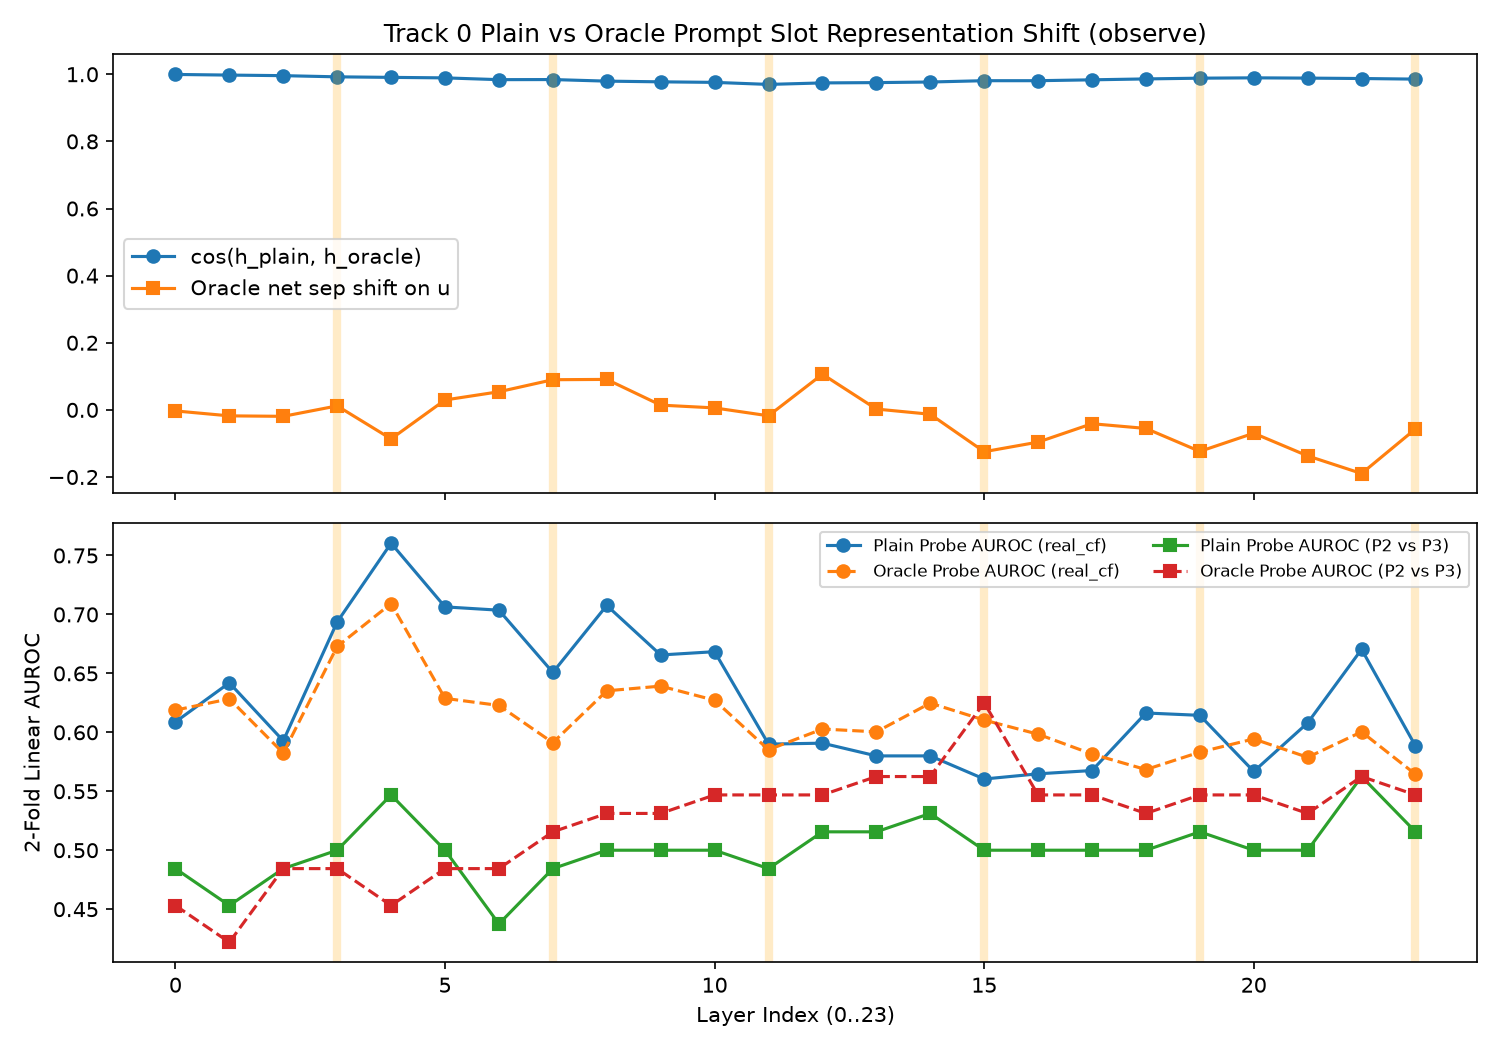 Track 0 Plain vs Oracle Prompt Slot Representation Shift (observe)
1.0
0.8
0.6
0.4
0.2
0.0
−0.2
cos(h_plain, h_oracle)
Oracle net sep shift on u
2-Fold Linear AUROC
0.75
0.70
0.65
0.60
0.55
0.50
0.45
Plain Probe AUROC (real_cf)
Oracle Probe AUROC (real_cf)
Plain Probe AUROC (P2 vs P3)
Oracle Probe AUROC (P2 vs P3)
0 5 10 15 20
Layer Index (0..23)